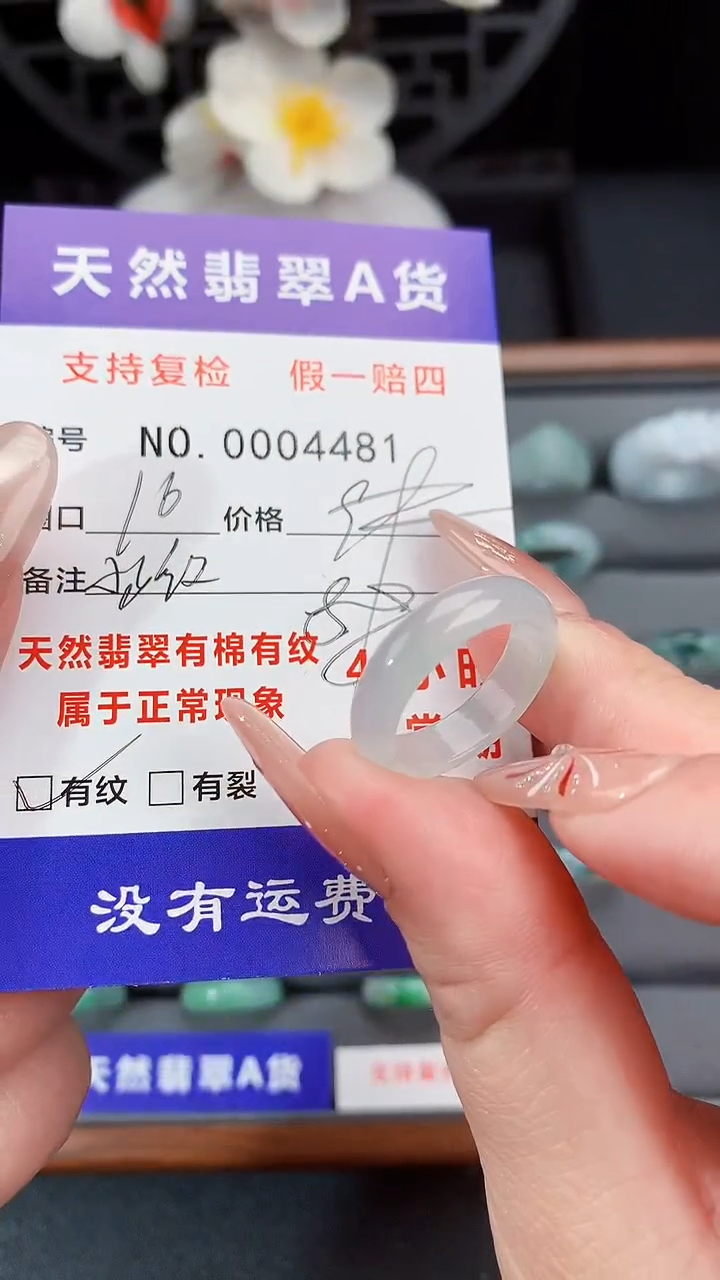 天然翡翠A货
支持复检 假一赔四
号 NO. 0004481
口 16 价格
备注
天然翡翠有棉有纹
属于正常现象
有纹 有裂
没有运费
天然翡翠A货